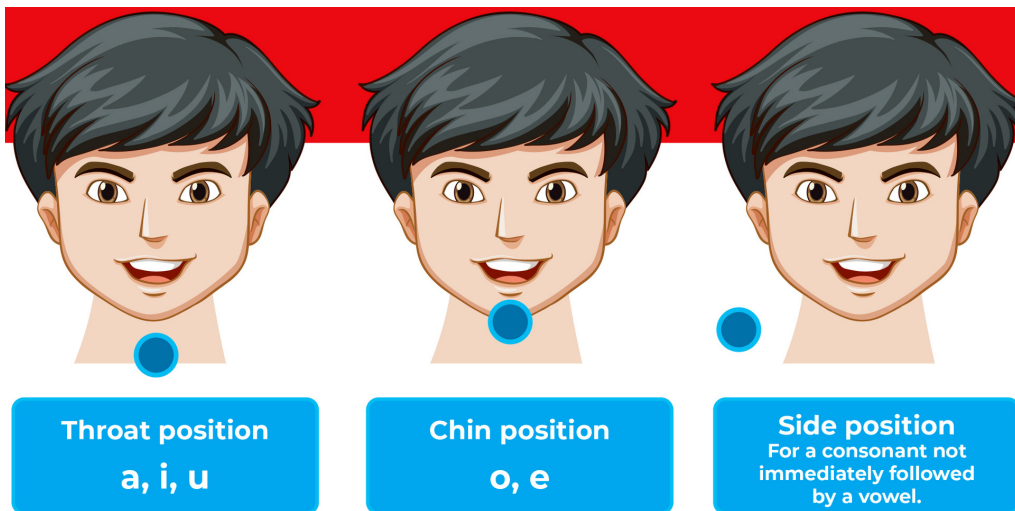 Throat position
a, i, u
Chin position
o, e
Side position
For a consonant not
immediately followed
by a vowel.